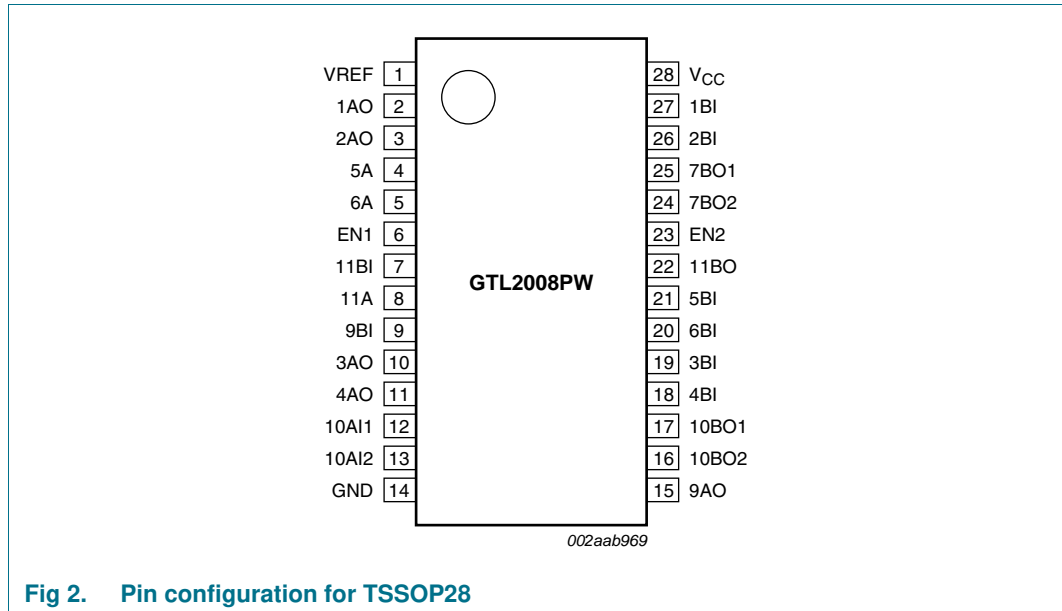 VREF 1 28 VCC
1AO 2 27 1BI
2AO 3 26 2BI
5A 4 25 7BO1
6A 5 24 7BO2
EN1 6 23 EN2
11BI 7 22 11BO
GTL2008PW
11A 8 21 5BI
9BI 9 20 6BI
3AO 10 19 3BI
4AO 11 18 4BI
10AI1 12 17 10BO1
10AI2 13 16 10BO2
GND 14 15 9AO
002aab969
Fig 2. Pin configuration for TSSOP28